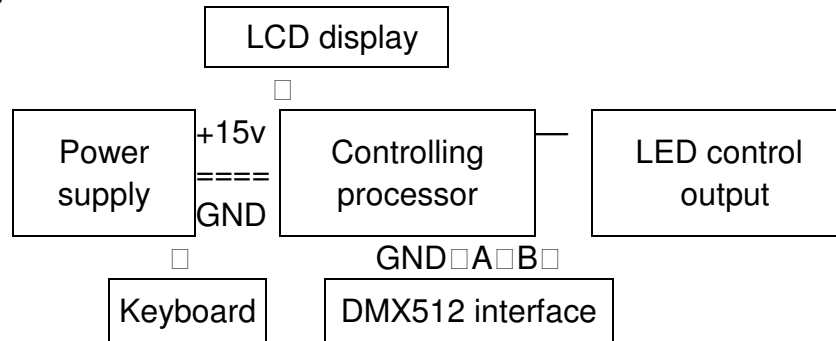 LCD display
□
Power supply
+15v
====
GND
Controlling processor
—
LED control output
□
GND□A□B□
Keyboard
DMX512 interface